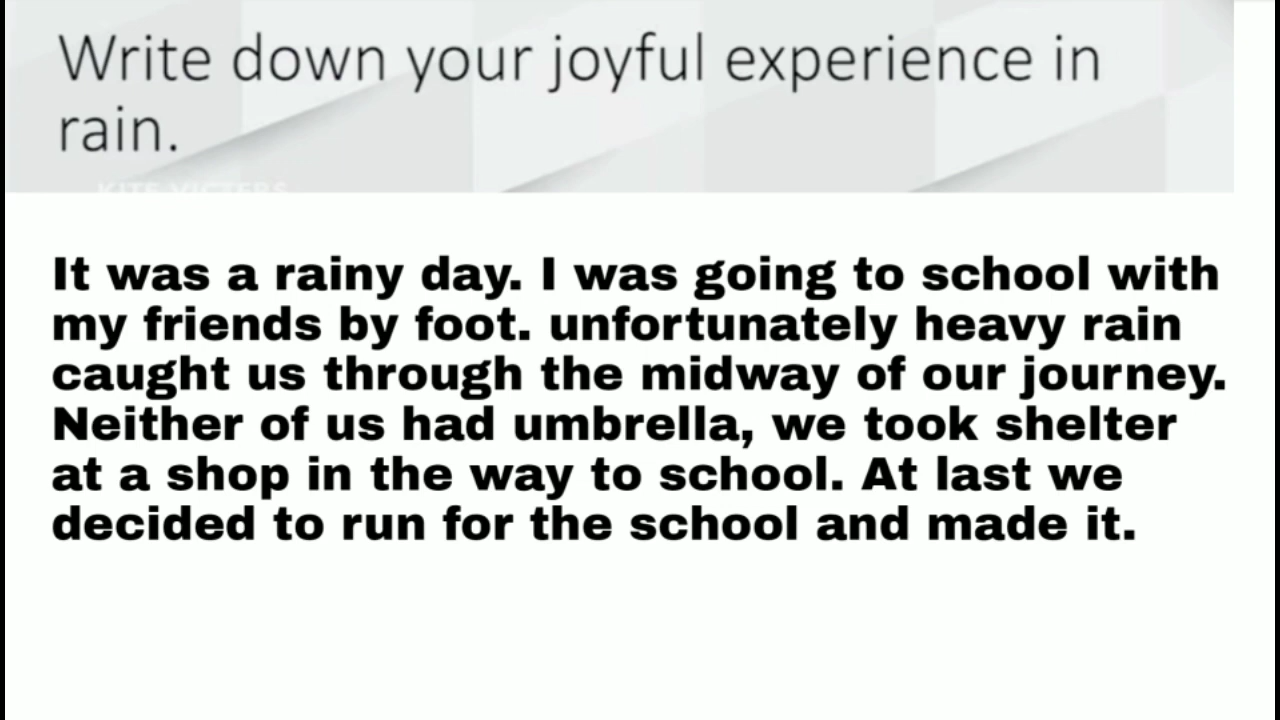 Write down your joyful experience in
rain.
KITE VICTERS
It was a rainy day. I was going to school with
my friends by foot. unfortunately heavy rain
caught us through the midway of our journey.
Neither of us had umbrella, we took shelter
at a shop in the way to school. At last we
decided to run for the school and made it.